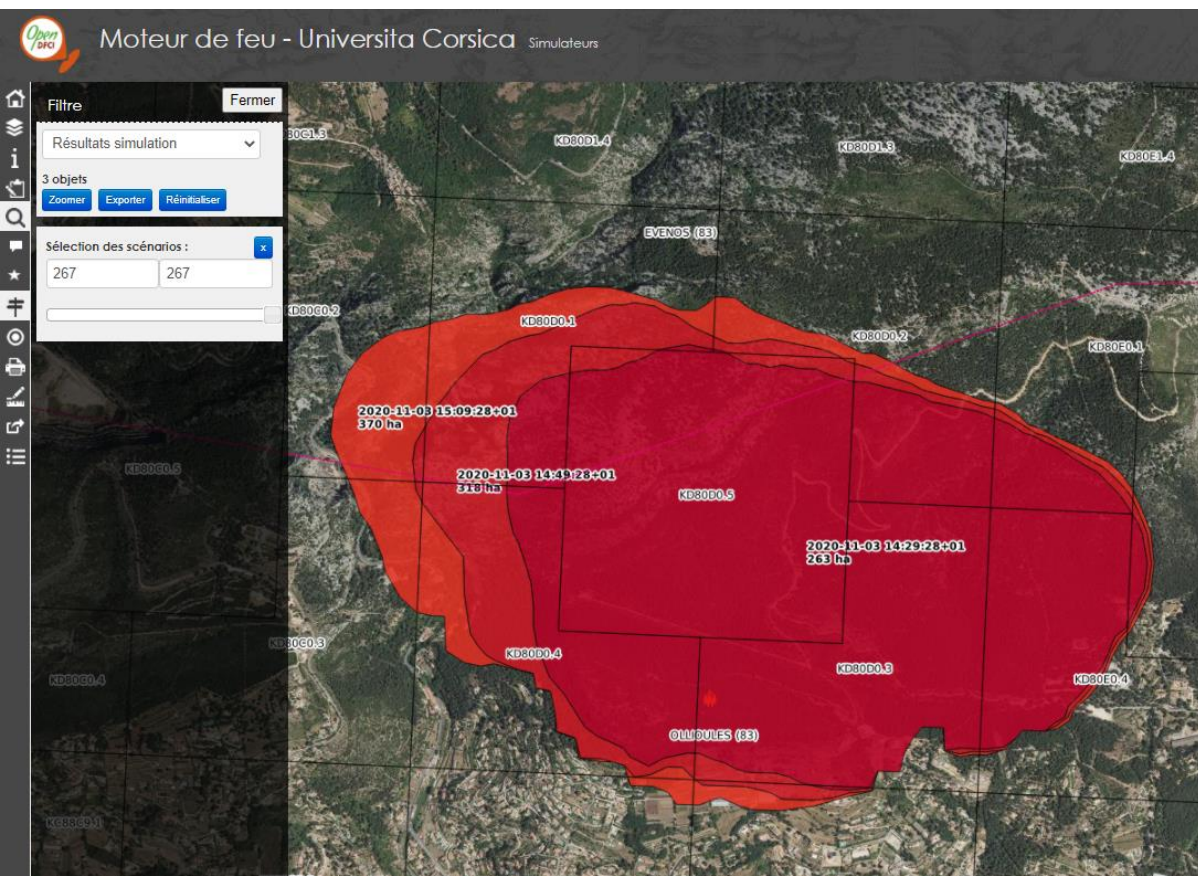 Open
DFCI
Moteur de feu - Universita Corsica Simulateurs
Filtre
Fermer
Résultats simulation
3 objets
Zoomer Exporter Réinitialiser
Sélection des scénarios :
x
267 267
80C1.3
KD80D1.4
KD80D1.3
KD80E1.4
EVENOS (83)
KD80C0.2
KD80D0.1
KD80D0.2
KD80E0.1
2020-11-03 15:09:28+01
370 ha
KD80C0.5
2020-11-03 14:49:28+01
318 ha
KD80D0.5
2020-11-03 14:29:28+01
263 ha
KD80C0.3
KD80D0.4
KD80D0.3
KD80C0.4
KD80E0.4
OLLIOULES (83)